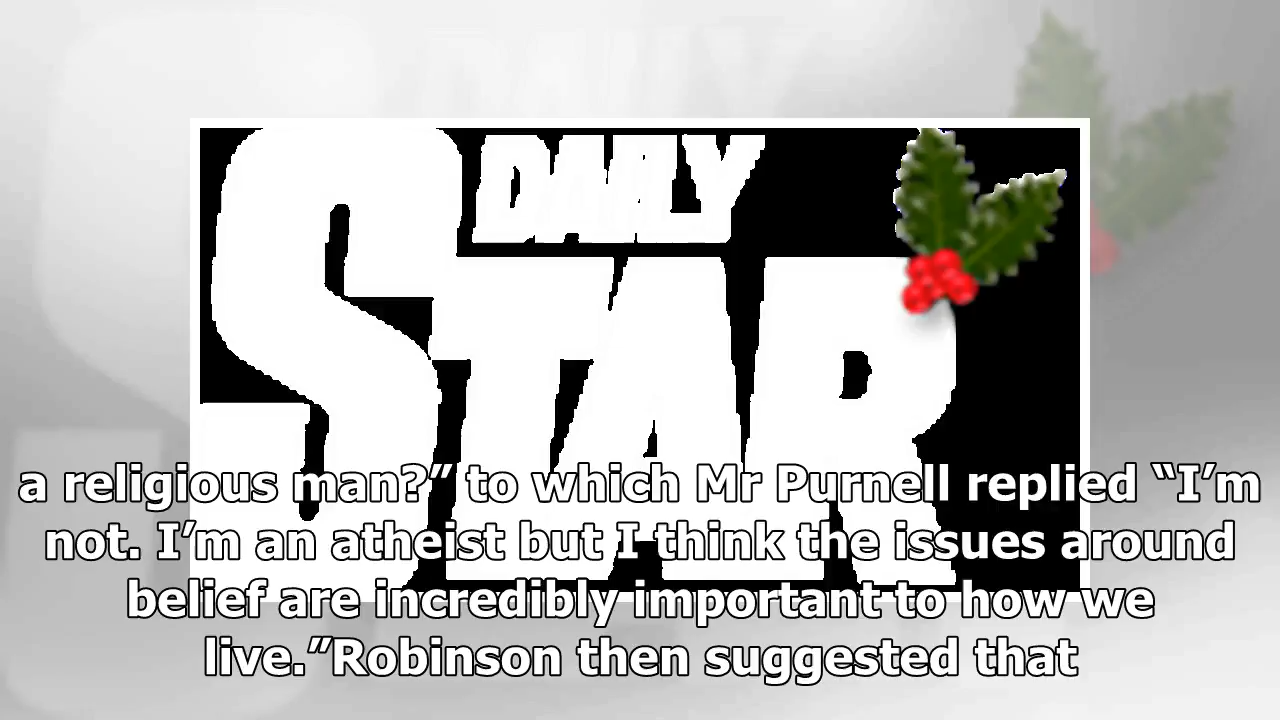 DAILY
STAR
a religious man?” to which Mr Purnell replied “I’m
not. I’m an atheist but I think the issues around
belief are incredibly important to how we
live.”Robinson then suggested that